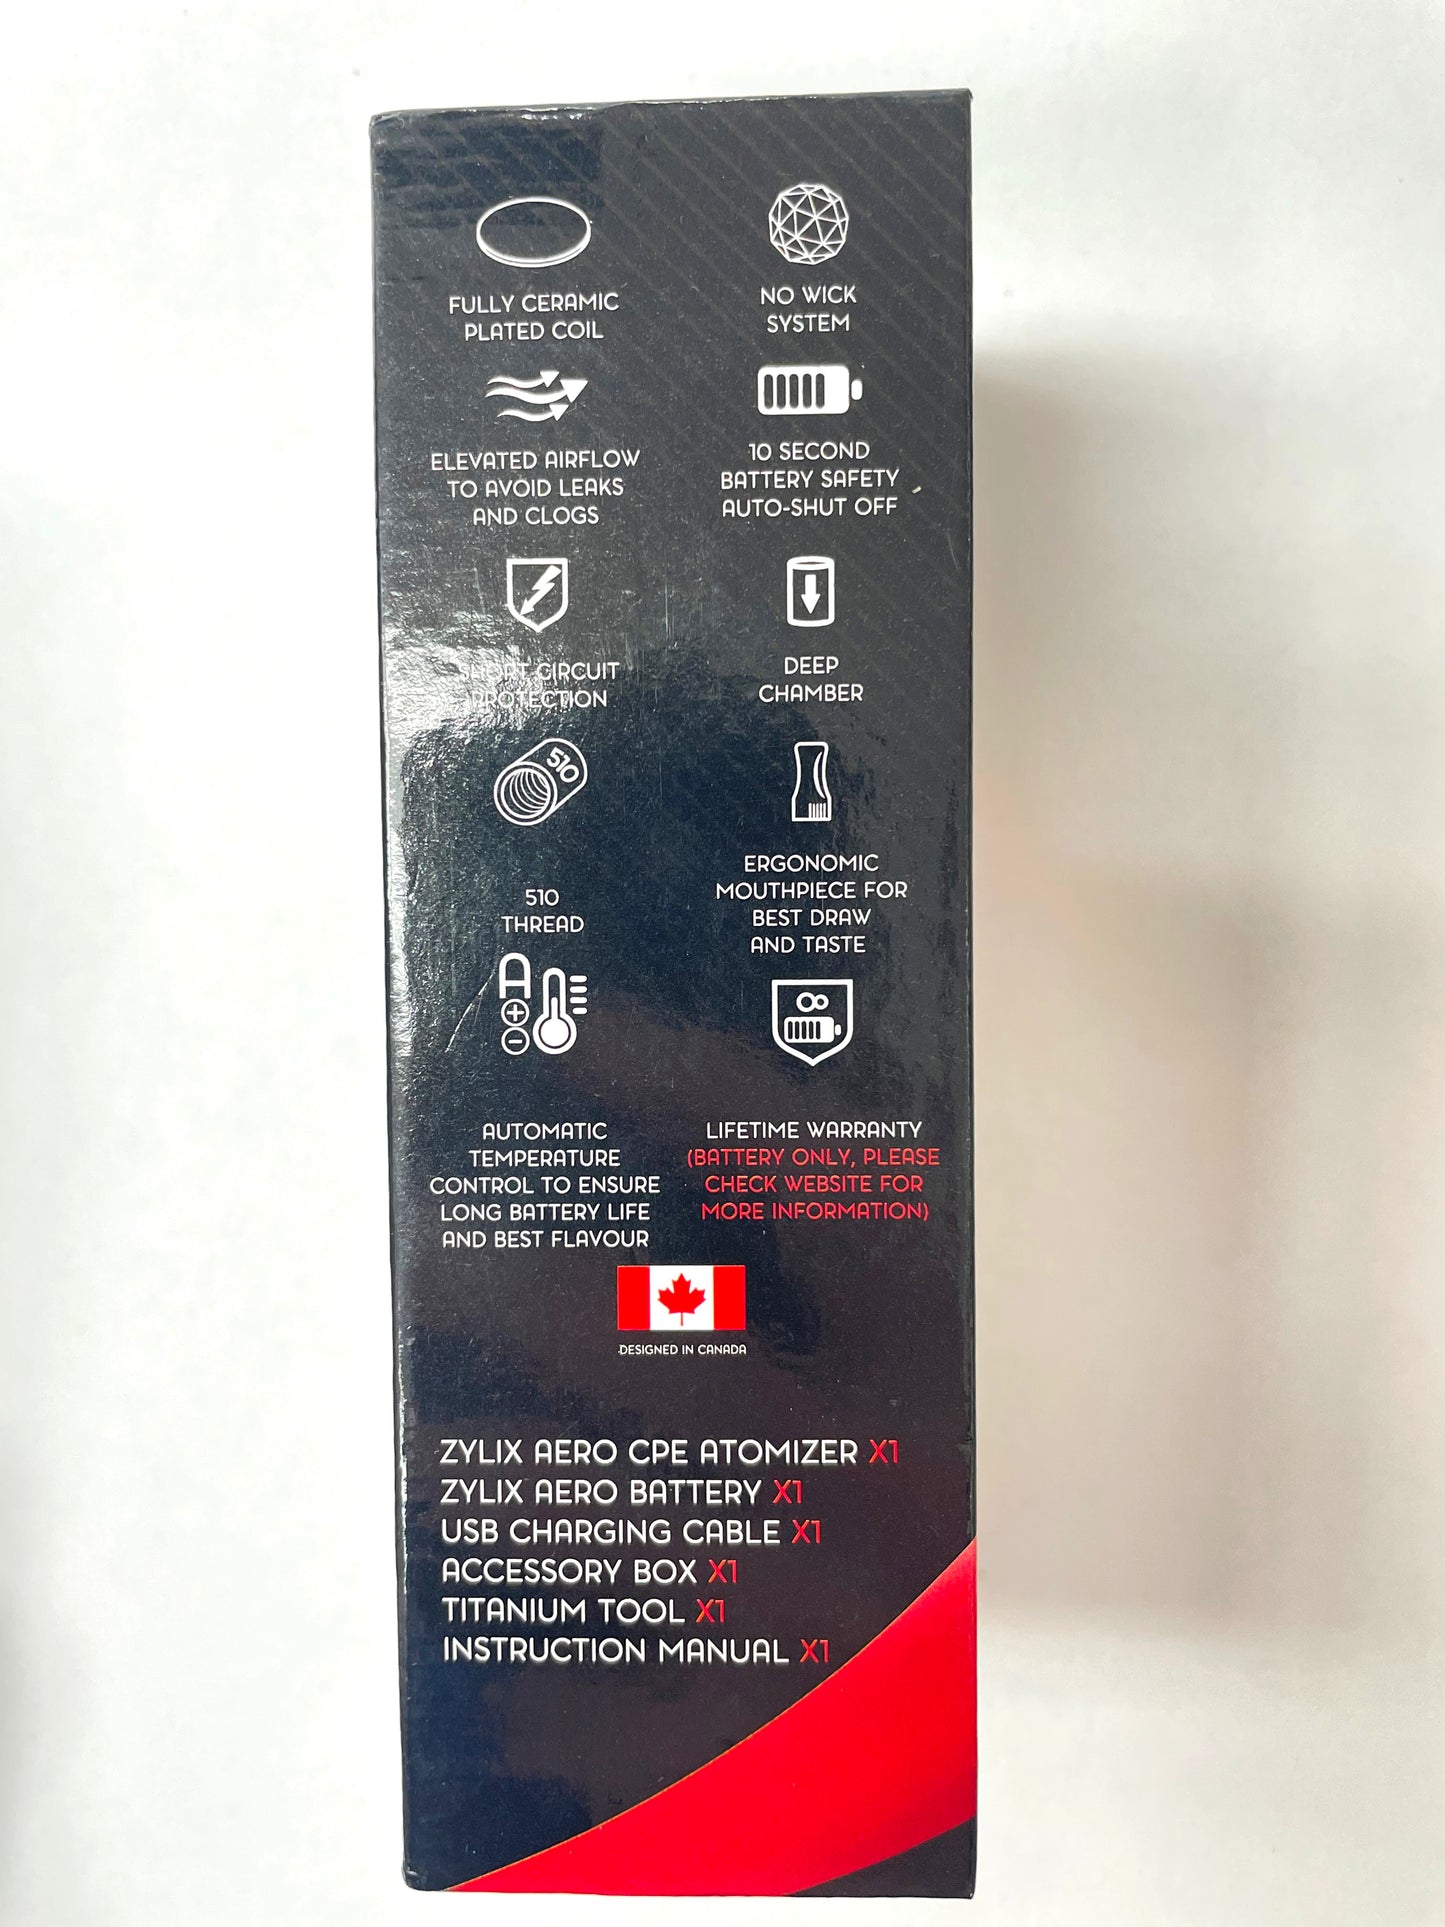 FULLY CERAMIC
PLATED COIL
NO WICK
SYSTEM
ELEVATED AIRFLOW
TO AVOID LEAKS
AND CLOGS
10 SECOND
BATTERY SAFETY
AUTO-SHUT OFF
SHORT CIRCUIT
PROTECTION
DEEP
CHAMBER
510
510
THREAD
ERGONOMIC
MOUTHPIECE FOR
BEST DRAW
AND TASTE
AUTOMATIC
TEMPERATURE
CONTROL TO ENSURE
LONG BATTERY LIFE
AND BEST FLAVOUR
LIFETIME WARRANTY
(BATTERY ONLY, PLEASE
CHECK WEBSITE FOR
MORE INFORMATION)
DESIGNED IN CANADA
ZYLIX AERO CPE ATOMIZER X1
ZYLIX AERO BATTERY X1
USB CHARGING CABLE X1
ACCESSORY BOX X1
TITANIUM TOOL X1
INSTRUCTION MANUAL X1